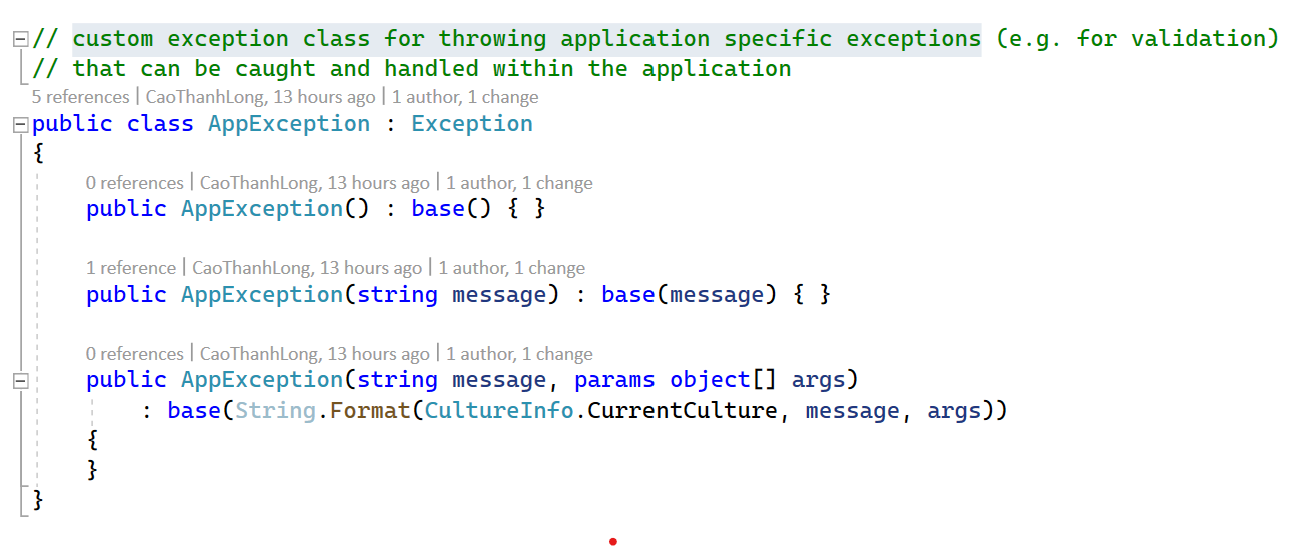 // custom exception class for throwing application specific exceptions (e.g. for validation)
// that can be caught and handled within the application
5 references | CaoThanhLong, 13 hours ago | 1 author, 1 change
public class AppException : Exception
{
0 references | CaoThanhLong, 13 hours ago | 1 author, 1 change
public AppException() : base() { }
1 reference | CaoThanhLong, 13 hours ago | 1 author, 1 change
public AppException(string message) : base(message) { }
0 references | CaoThanhLong, 13 hours ago | 1 author, 1 change
public AppException(string message, params object[] args)
: base(String.Format(CultureInfo.CurrentCulture, message, args))
{
}
}